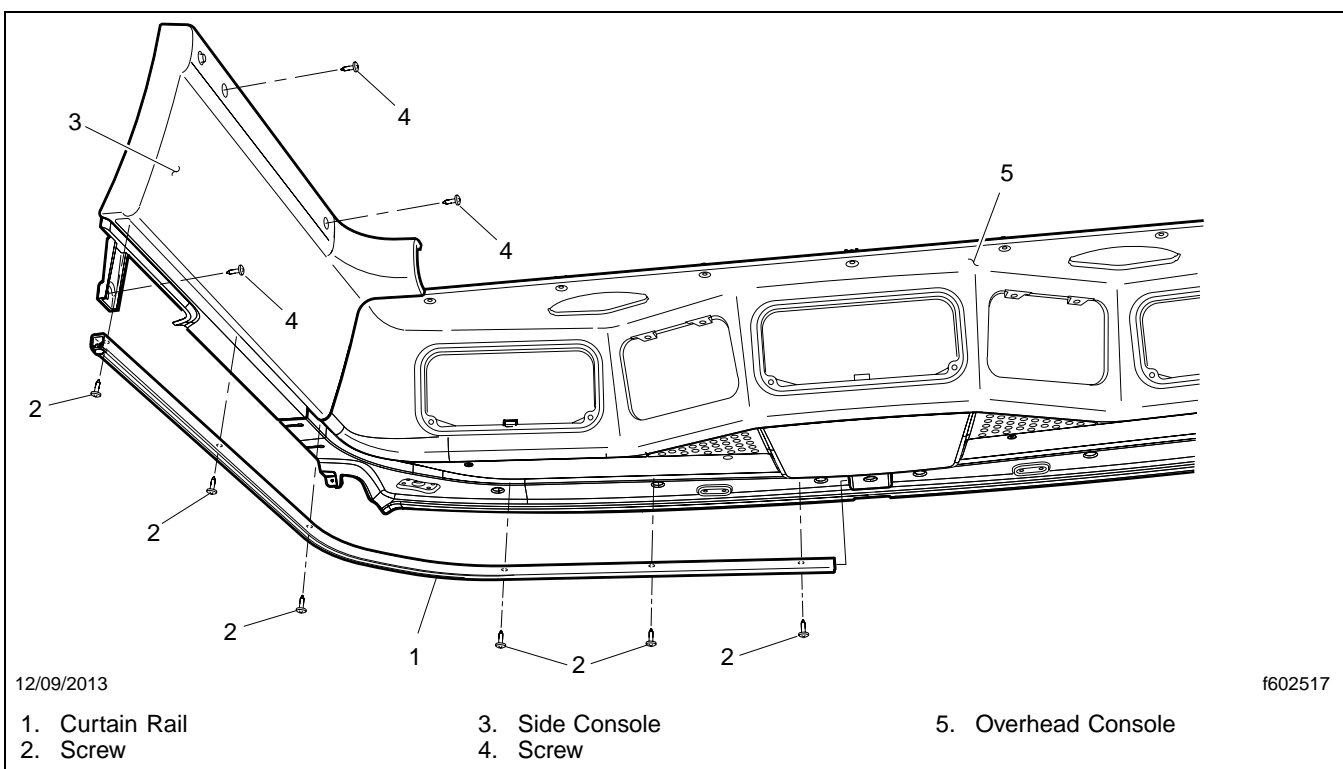 4
3
4
5
4
2
2
2
1
2
2
12/09/2013
f602517
1. Curtain Rail
2. Screw
3. Side Console
4. Screw
5. Overhead Console